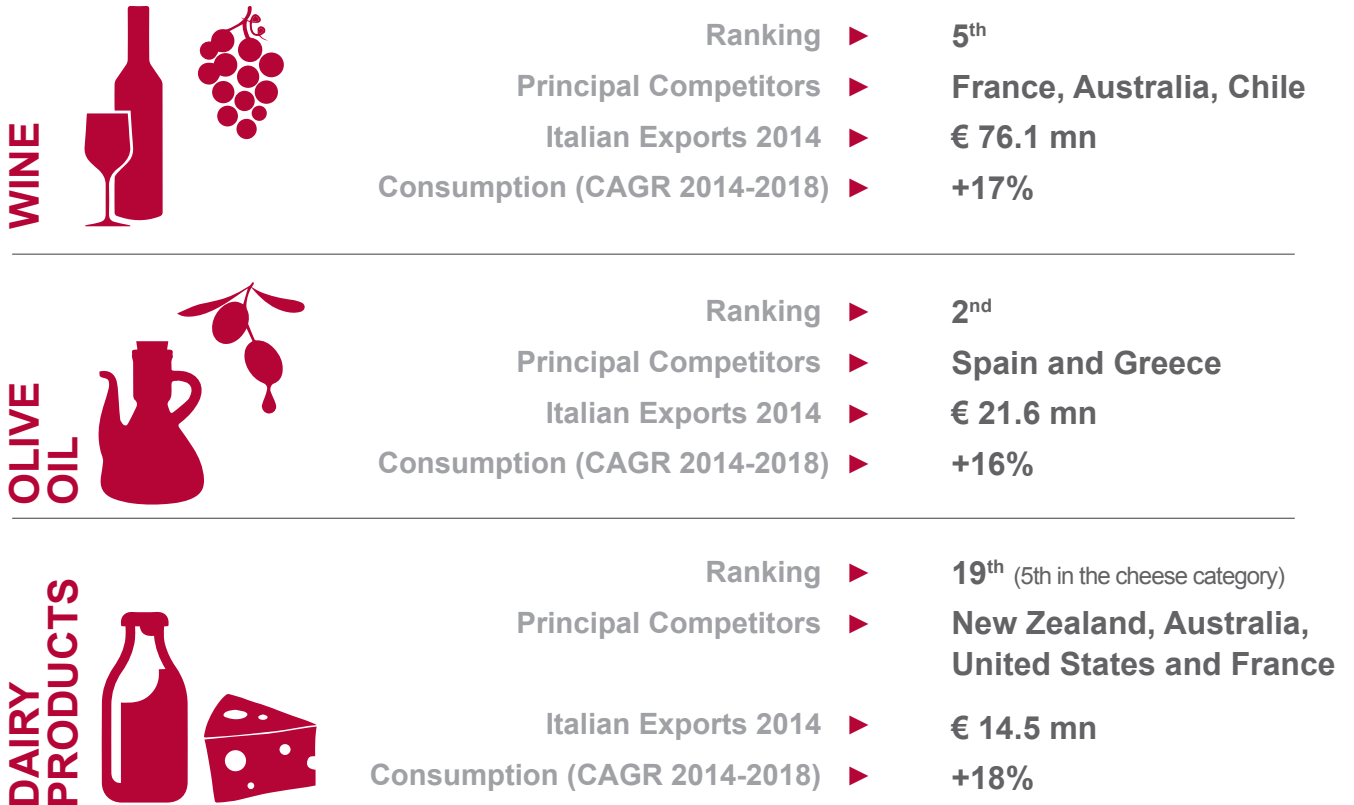 WINE
Ranking ► 5th
Principal Competitors ► France, Australia, Chile
Italian Exports 2014 ► € 76.1 mn
Consumption (CAGR 2014-2018) ► +17%
OLIVE
OIL
Ranking ► 2nd
Principal Competitors ► Spain and Greece
Italian Exports 2014 ► € 21.6 mn
Consumption (CAGR 2014-2018) ► +16%
DAIRY
PRODUCTS
Ranking ► 19th (5th in the cheese category)
Principal Competitors ► New Zealand, Australia,
United States and France
Italian Exports 2014 ► € 14.5 mn
Consumption (CAGR 2014-2018) ► +18%